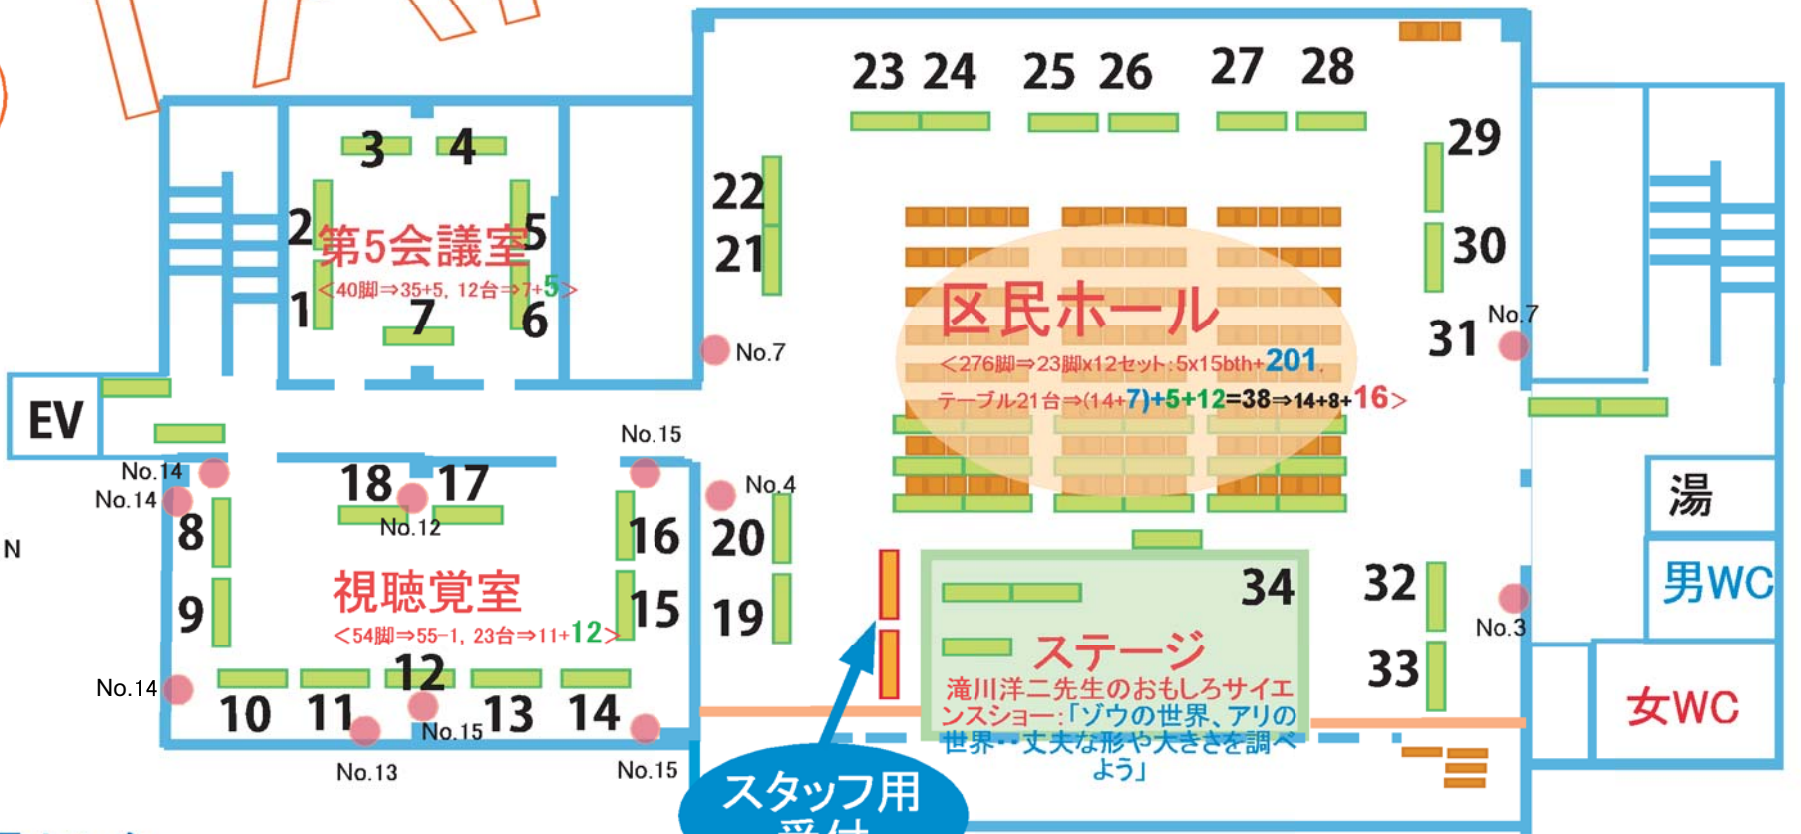 23 24 25 26 27 28
3 4
29
22
2
5
第5会議室
21
30
<40脚⇒35+5, 12台⇒7+5>
1
7
6
区民ホール
No.7
31
No.7
<276脚⇒23脚x12セット:5x15bth+201,
テーブル21台⇒(14+7)+5+12=38⇒14+8+16>
EV
No.15
No.14
18 17
No.4
No.14
No.12
湯
8
16
20
N
視聴覚室
34
32
男WC
9
15
19
<54脚⇒55-1, 23台⇒11+12>
No.3
ステージ
12
33
No.14
滝川洋二先生のおもしろサイエ
ンスショー:「ゾウの世界、アリの
世界・・丈夫な形や大きさを調べ
よう」
10 11 13 14
女WC
No.15
No.13
No.15
スタッフ用
受付